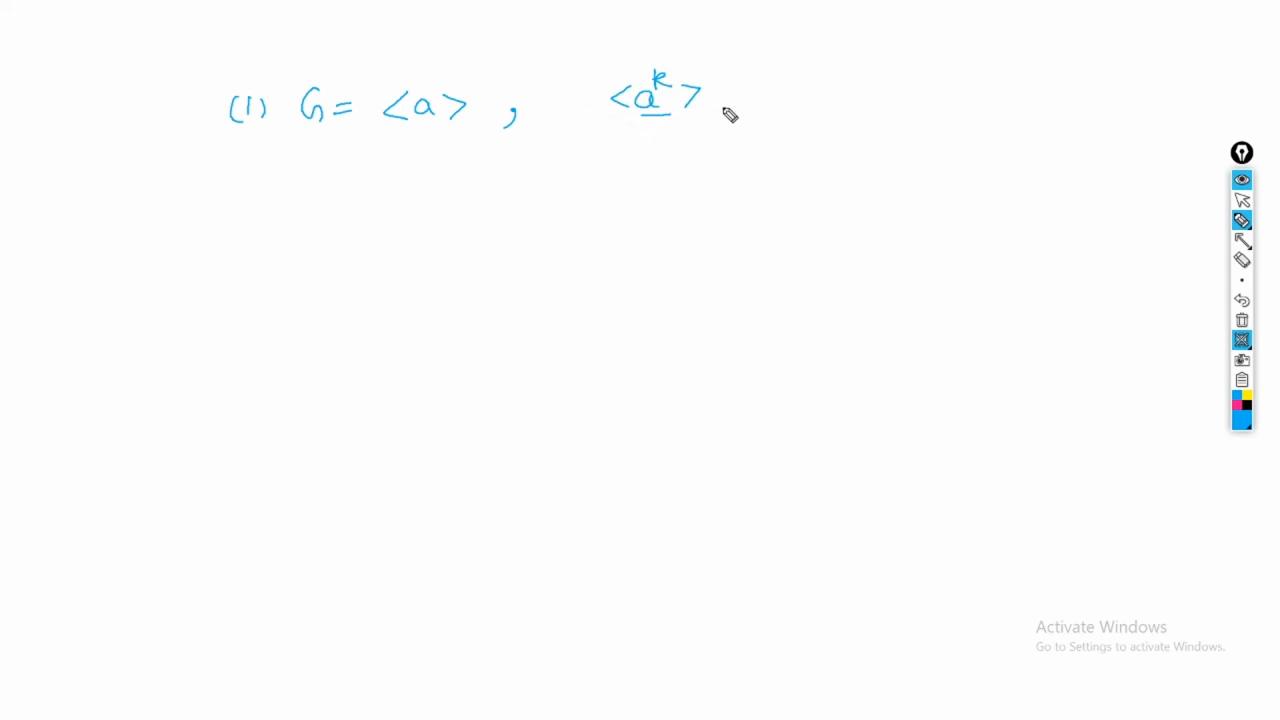 (1) G = <a> , <a^k>
Activate Windows
Go to Settings to activate Windows.